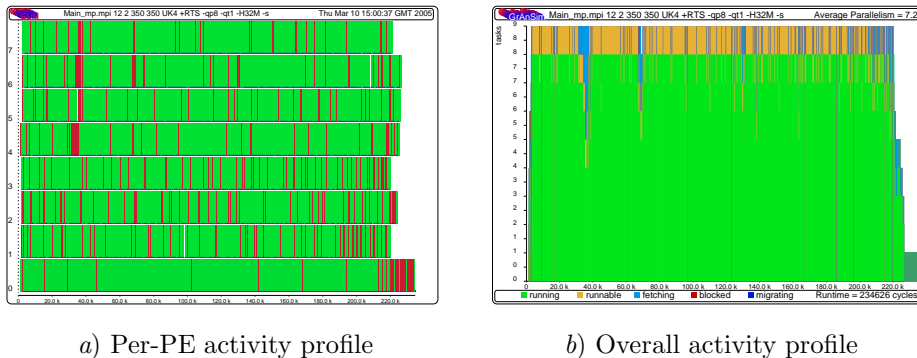 Main_mp.mpi 12 2 350 350 UK4 +RTS -qp8 -qt1 -H32M -s Thu Mar 10 15:00:37 GMT 2005
7
6
5
4
3
2
1
0
0 20.0 k 40.0 k 60.0 k 80.0 k 100.0 k 120.0 k 140.0 k 160.0 k 180.0 k 200.0 k 220.0 k
a) Per-PE activity profile
GrAnSim Main_mp.mpi 12 2 350 350 UK4 +RTS -qp8 -qt1 -H32M -s Average Parallelism = 7.2
tasks
9
8
8
7
7
6
5
5
4
3
3
2
1
1
0
0 20.0 k 40.0 k 60.0 k 80.0 k 100.0 k 120.0 k 140.0 k 160.0 k 180.0 k 200.0 k 220.0 k
running runnable fetching blocked migrating Runtime = 234626 cycles
b) Overall activity profile